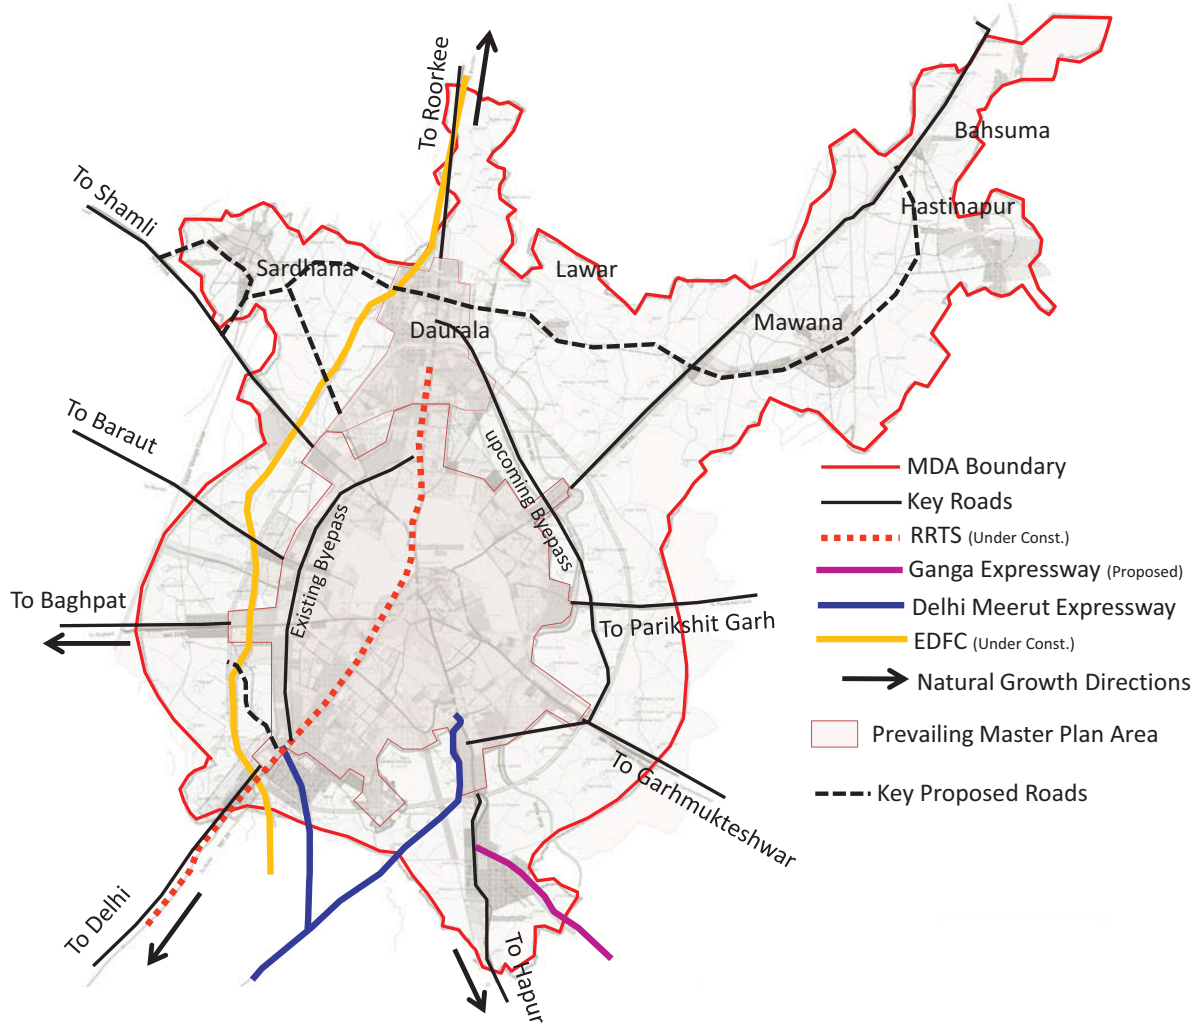 To Roorkee
To Shamli
Bahsuma
Hastinapur
Sardhana
Lawar
Mawana
Daurala
To Baraut
upcoming Byepass
Existing Byepass
To Baghpat
To Parikshit Garh
To Garhmukteshwar
To Delhi
To Hapur
MDA Boundary
Key Roads
RRTS (Under Const.)
Ganga Expressway (Proposed)
Delhi Meerut Expressway
EDFC (Under Const.)
Natural Growth Directions
Prevailing Master Plan Area
Key Proposed Roads